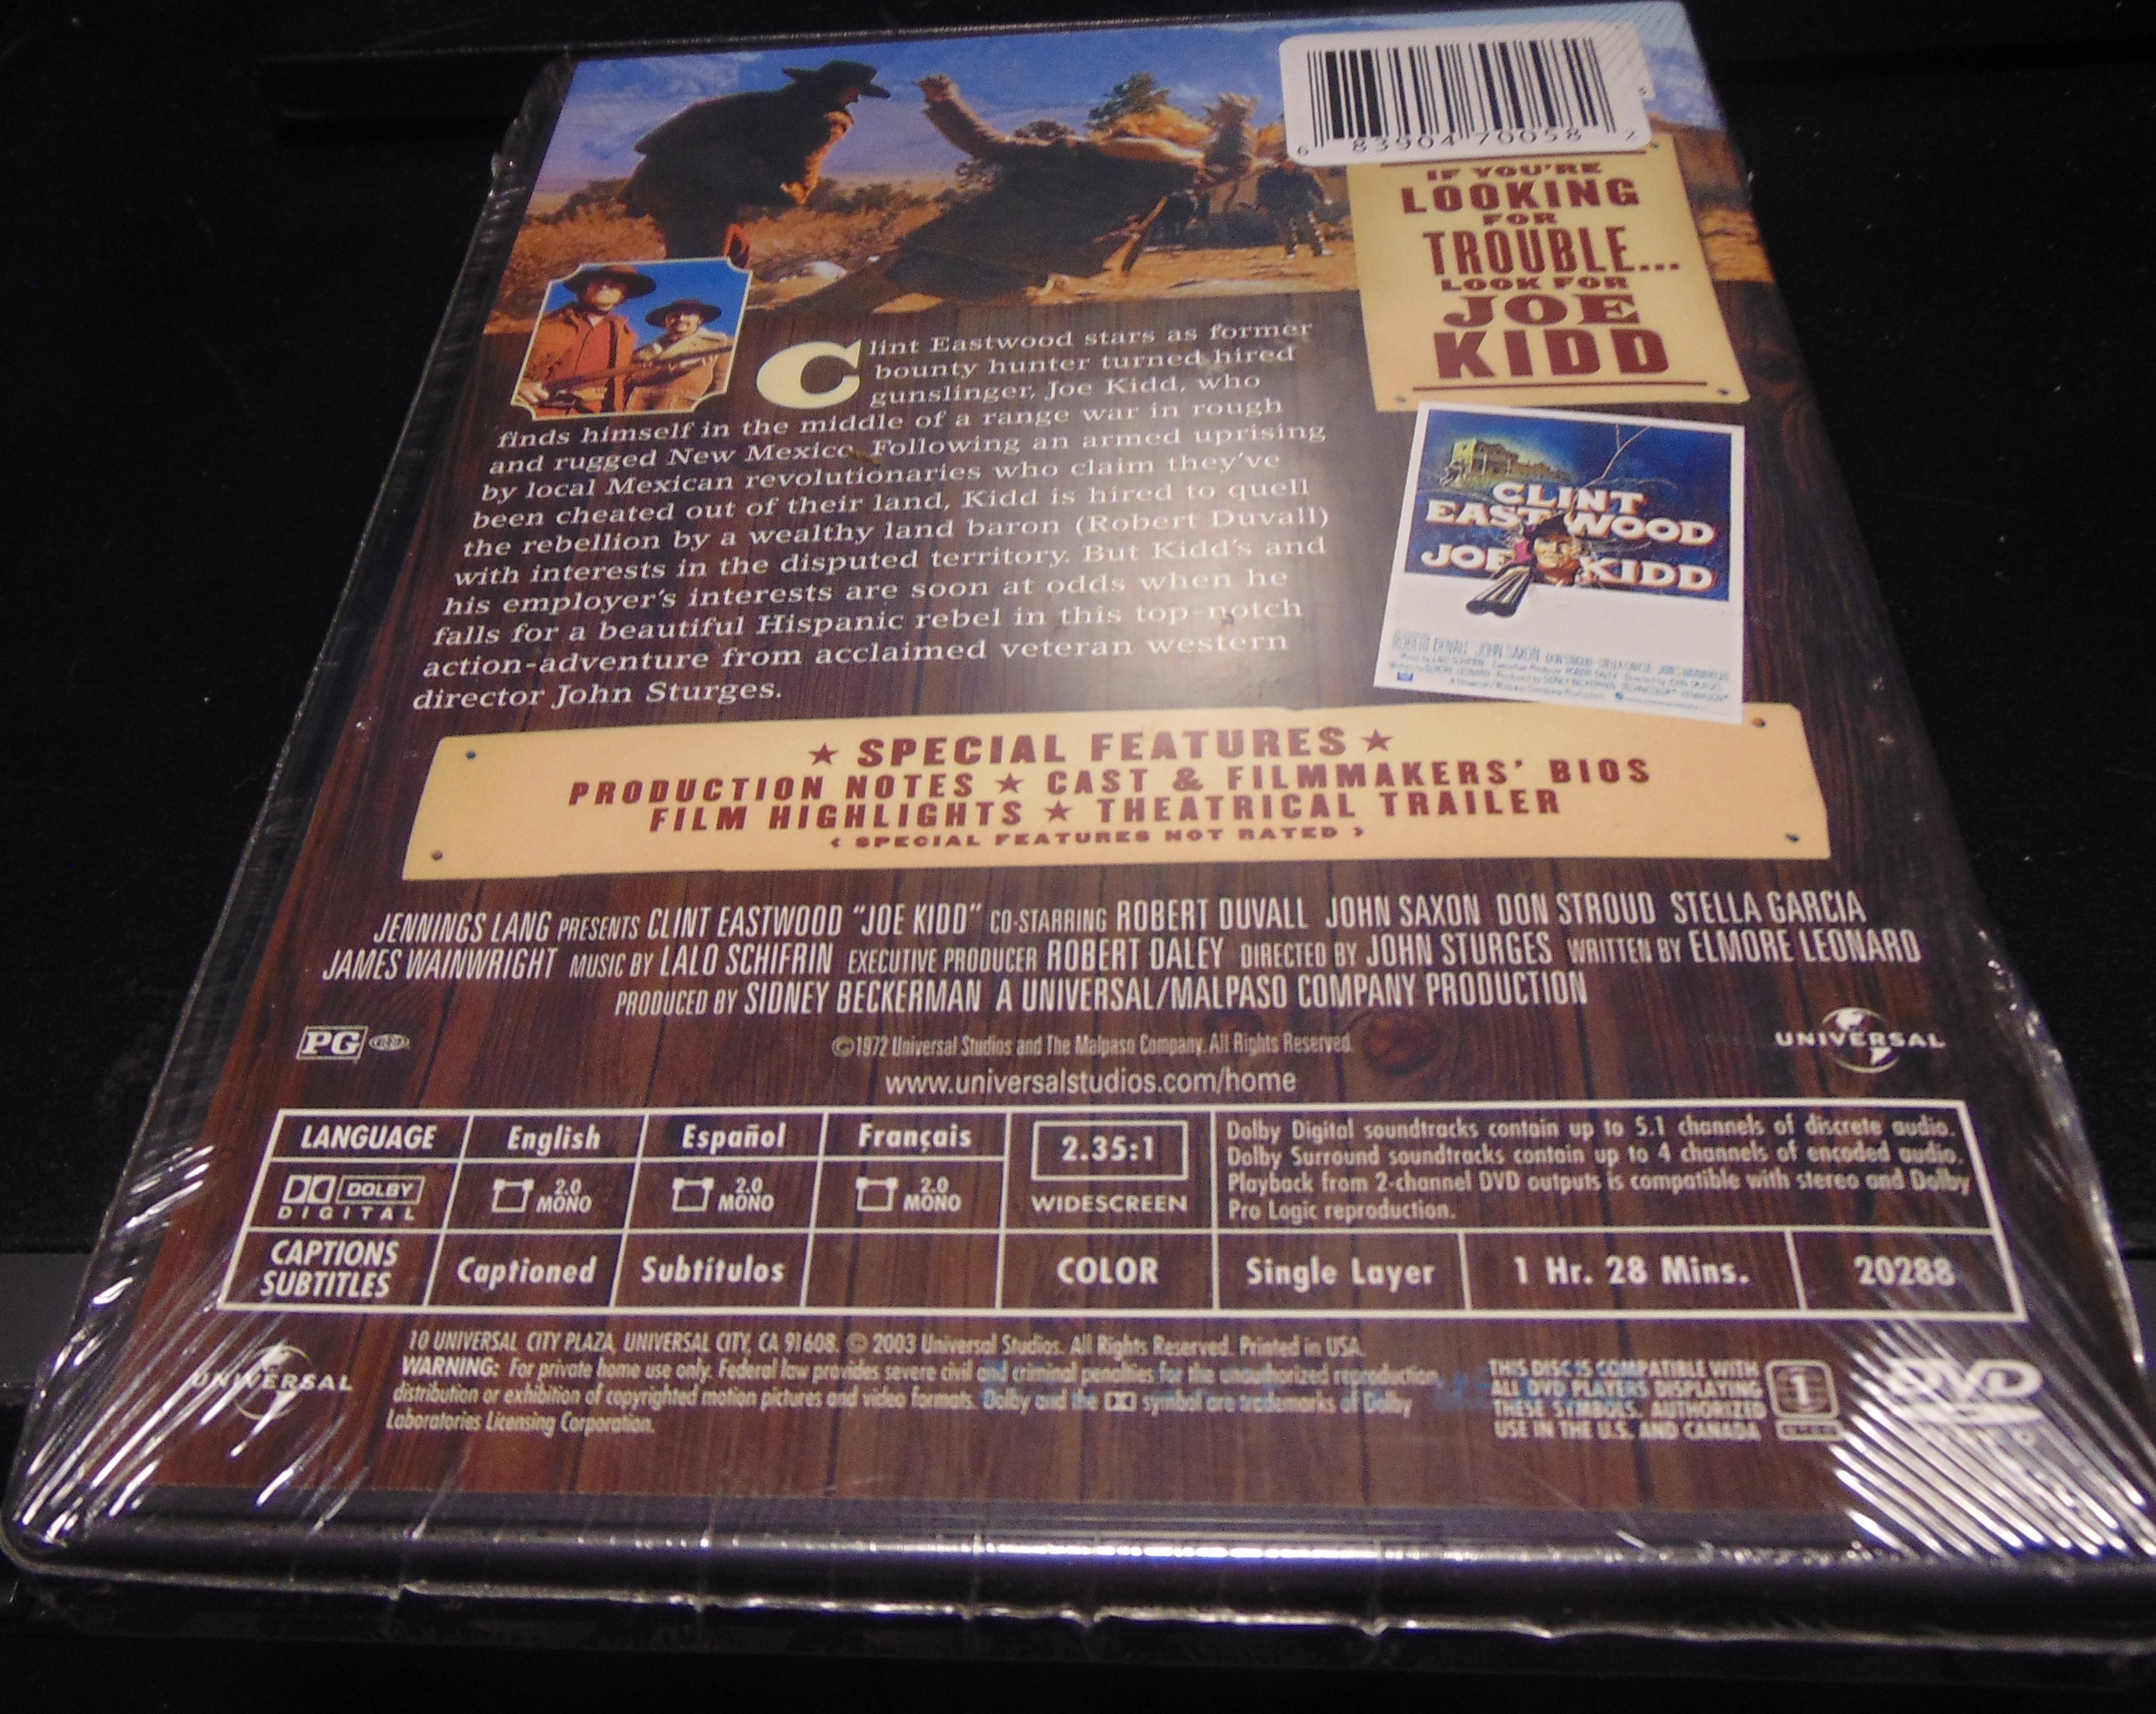 6 83904 70058 7
IF YOU'RE
LOOKING
FOR
TROUBLE...
LOOK FOR
JOE
KIDD
Clint Eastwood stars as former
bounty hunter turned hired
gunslinger, Joe Kidd, who
finds himself in the middle of a range war in rough
and rugged New Mexico. Following an armed uprising
by local Mexican revolutionaries who claim they've
been cheated out of their land, Kidd is hired to quell
the rebellion by a wealthy land baron (Robert Duvall)
with interests in the disputed territory. But Kidd's and
his employer's interests are soon at odds when he
falls for a beautiful Hispanic rebel in this top-notch
action-adventure from acclaimed veteran western
director John Sturges.
CLINT
EASTWOOD
JOE KIDD
ROBERT DUVALL JOHN SAXON DON STROUD STELLA GARCIA JAMES WAINWRIGHT
★ SPECIAL FEATURES ★
PRODUCTION NOTES ★ CAST & FILMMAKERS' BIOS
FILM HIGHLIGHTS ★ THEATRICAL TRAILER
( SPECIAL FEATURES NOT RATED )
JENNINGS LANG PRESENTS CLINT EASTWOOD "JOE KIDD" CO-STARRING ROBERT DUVALL JOHN SAXON DON STROUD STELLA GARCIA
JAMES WAINWRIGHT MUSIC BY LALO SCHIFRIN EXECUTIVE PRODUCER ROBERT DALEY DIRECTED BY JOHN STURGES WRITTEN BY ELMORE LEONARD
PRODUCED BY SIDNEY BECKERMAN A UNIVERSAL/MALPASO COMPANY PRODUCTION
PG
©1972 Universal Studios and The Malpaso Company. All Rights Reserved.
UNIVERSAL
www.universalstudios.com/home
LANGUAGE English Español Français
2.35:1
WIDESCREEN
Dolby Digital soundtracks contain up to 5.1 channels of discrete audio.
Dolby Surround soundtracks contain up to 4 channels of encoded audio.
Playback from 2-channel DVD outputs is compatible with stereo and Dolby
Pro Logic reproduction.
DOLBY DIGITAL 2.0 MONO 2.0 MONO 2.0 MONO
CAPTIONS SUBTITLES Captioned Subtítulos COLOR Single Layer 1 Hr. 28 Mins. 20288
UNIVERSAL
10 UNIVERSAL CITY PLAZA, UNIVERSAL CITY, CA 91608. © 2003 Universal Studios. All Rights Reserved. Printed in USA.
WARNING: For private home use only. Federal law provides severe civil and criminal penalties for the unauthorized reproduction,
distribution or exhibition of copyrighted motion pictures and video formats. Dolby and the DD symbol are trademarks of Dolby
Laboratories Licensing Corporation.
THIS DISC IS COMPATIBLE WITH
ALL DVD PLAYERS DISPLAYING
THESE SYMBOLS. AUTHORIZED
USE IN THE U.S. AND CANADA
1
DVD